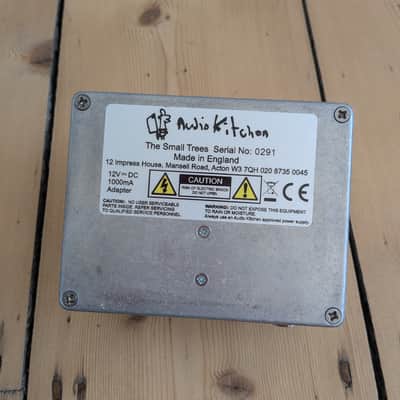 Audio Kitchen
The Small Trees Serial No: 0291
Made in England
12 Impress House, Mansell Road, Acton W3 7QH 020 8735 0045
12V DC
1000mA
Adapter
CAUTION
RISK OF ELECTRIC SHOCK
DO NOT OPEN
CE
CAUTION: NO USER SERVICEABLE
PARTS INSIDE. REFER SERVICING
TO QUALIFIED SERVICE PERSONNEL
WARNING: DO NOT EXPOSE THIS EQUIPMENT
TO RAIN OR MOISTURE.
Always use an Audio Kitchen approved power supply